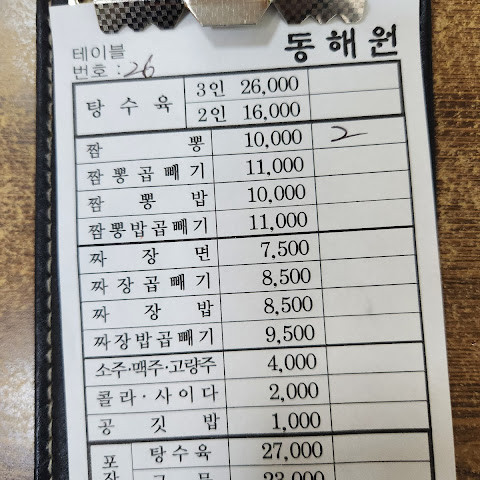 동해원
테이블
번호 : 26
탕수육 3인 26,000
2인 16,000
짬뽕 10,000 2
짬뽕곱빼기 11,000
짬뽕밥 10,000
짬뽕밥곱빼기 11,000
짜장면 7,500
짜장곱빼기 8,500
짜장밥 8,500
짜장밥곱빼기 9,500
소주·맥주·고량주 4,000
콜라·사이다 2,000
공깃밥 1,000
포 탕수육 27,000